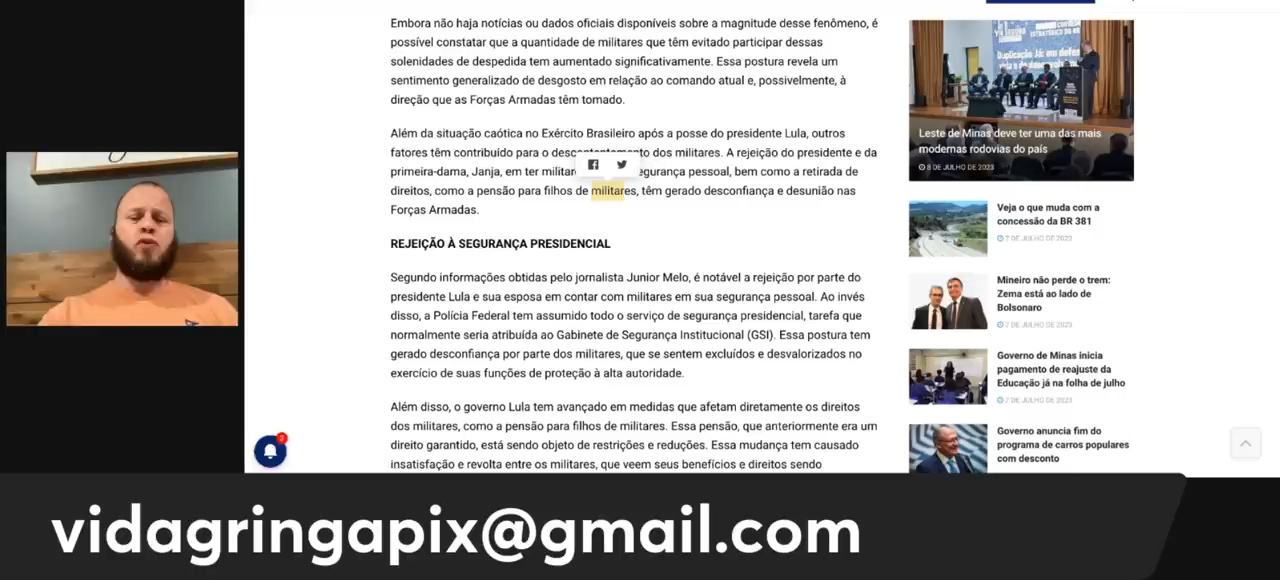 Embora não haja notícias ou dados oficiais disponíveis sobre a magnitude desse fenômeno, é
possível constatar que a quantidade de militares que têm evitado participar dessas
solenidades de despedida tem aumentado significativamente. Essa postura revela um
sentimento generalizado de desgosto em relação ao comando atual e, possivelmente, à
direção que as Forças Armadas têm tomado.
Além da situação caótica no Exército Brasileiro após a posse do presidente Lula, outros
fatores têm contribuído para o descontentamento dos militares. A rejeição do presidente e da
primeira-dama, Janja, em ter militar segurança pessoal, bem como a retirada de
direitos, como a pensão para filhos de militares, têm gerado desconfiança e desunião nas
Forças Armadas.
REJEIÇÃO À SEGURANÇA PRESIDENCIAL
Segundo informações obtidas pelo jornalista Junior Melo, é notável a rejeição por parte do
presidente Lula e sua esposa em contar com militares em sua segurança pessoal. Ao invés
disso, a Polícia Federal tem assumido todo o serviço de segurança presidencial, tarefa que
normalmente seria atribuída ao Gabinete de Segurança Institucional (GSI). Essa postura tem
gerado desconfiança por parte dos militares, que se sentem excluídos e desvalorizados no
exercício de suas funções de proteção à alta autoridade.
Além disso, o governo Lula tem avançado em medidas que afetam diretamente os direitos
dos militares, como a pensão para filhos de militares. Essa pensão, que anteriormente era um
direito garantido, está sendo objeto de restrições e reduções. Essa mudança tem causado
insatisfação e revolta entre os militares, que veem seus benefícios e direitos sendo
Leste de Minas deve ter uma das mais
modernas rodovias do país
8 DE JULHO DE 2023
Veja o que muda com a
concessão da BR 381
7 DE JULHO DE 2023
Mineiro não perde o trem:
Zema está ao lado de
Bolsonaro
7 DE JULHO DE 2023
Governo de Minas inicia
pagamento de reajuste da
Educação já na folha de julho
7 DE JULHO DE 2023
Governo anuncia fim do
programa de carros populares
com desconto
vidagringapix@gmail.com